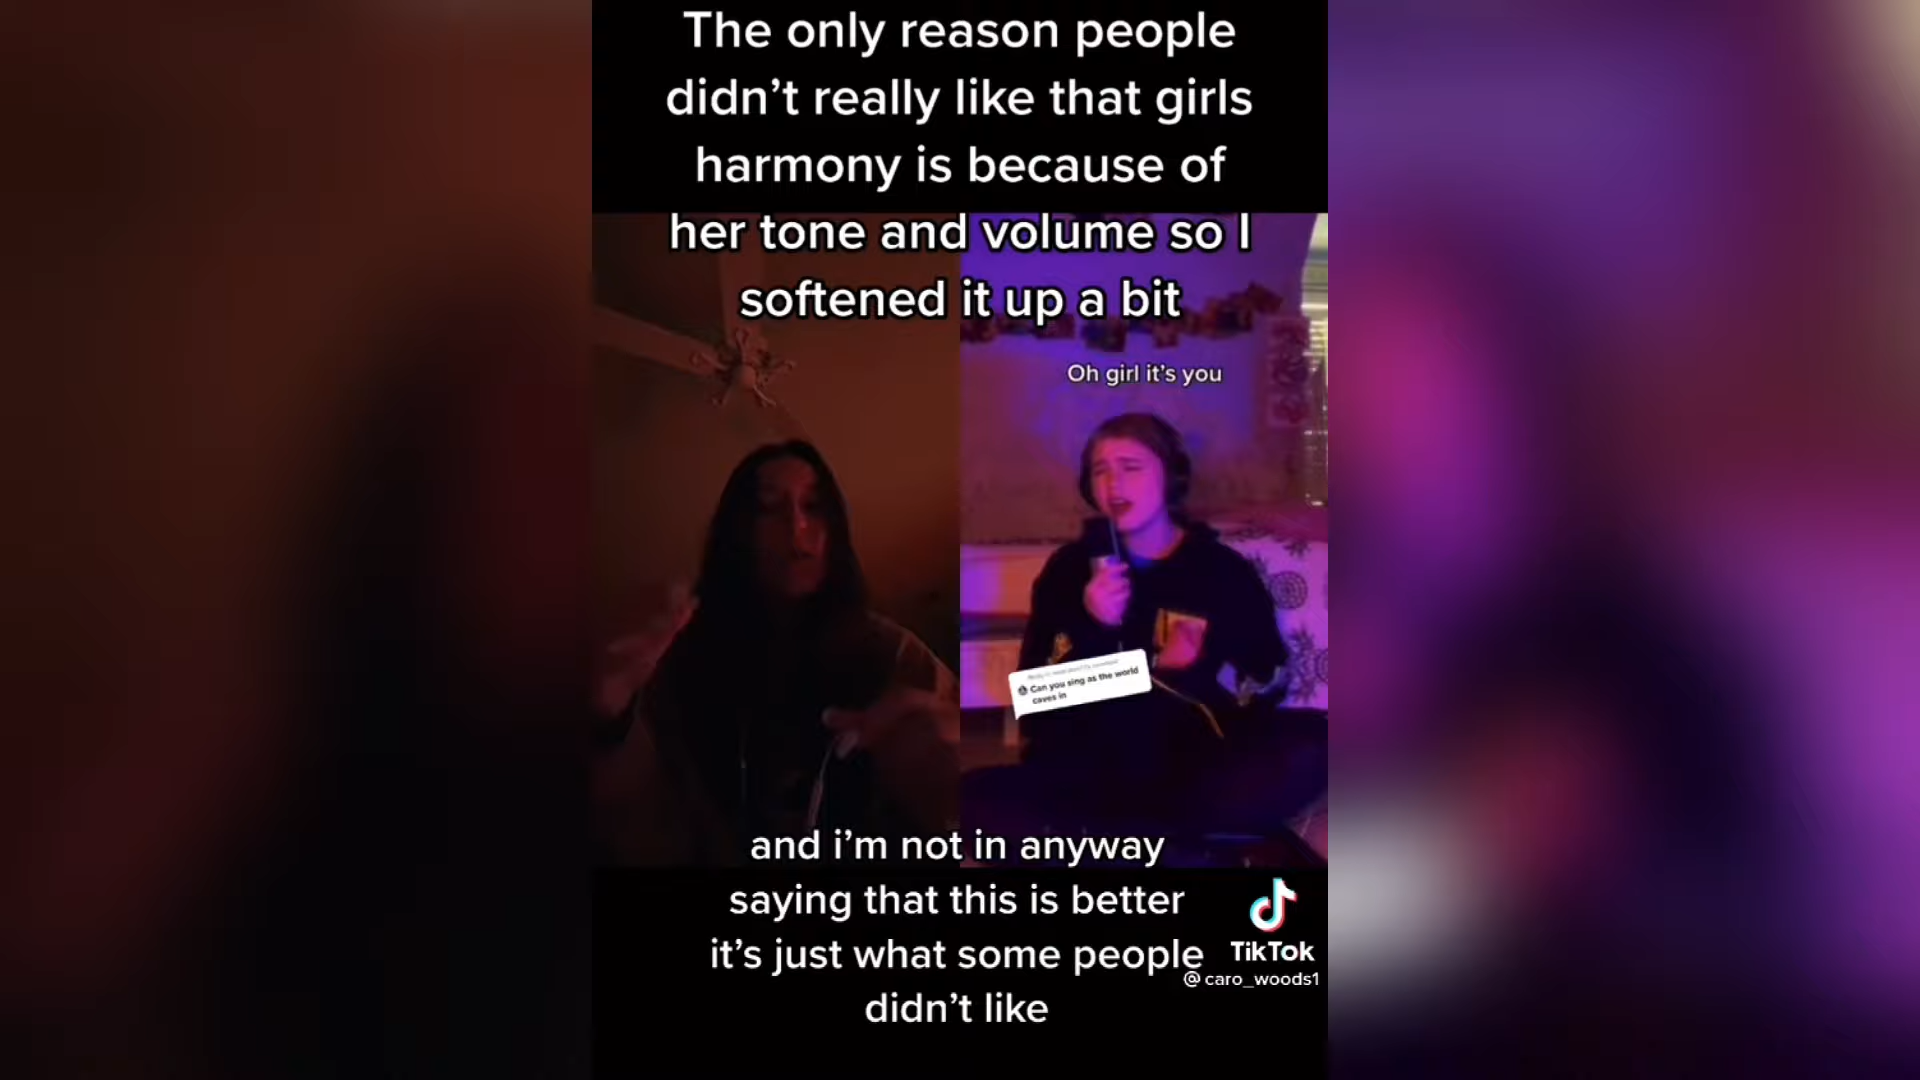 The only reason people
didn't really like that girls
harmony is because of
her tone and volume so I
softened it up a bit
Oh girl it's you
Can you sing as the world
caves in
and i'm not in anyway
saying that this is better
it's just what some people
didn't like
TikTok
@caro_woods1